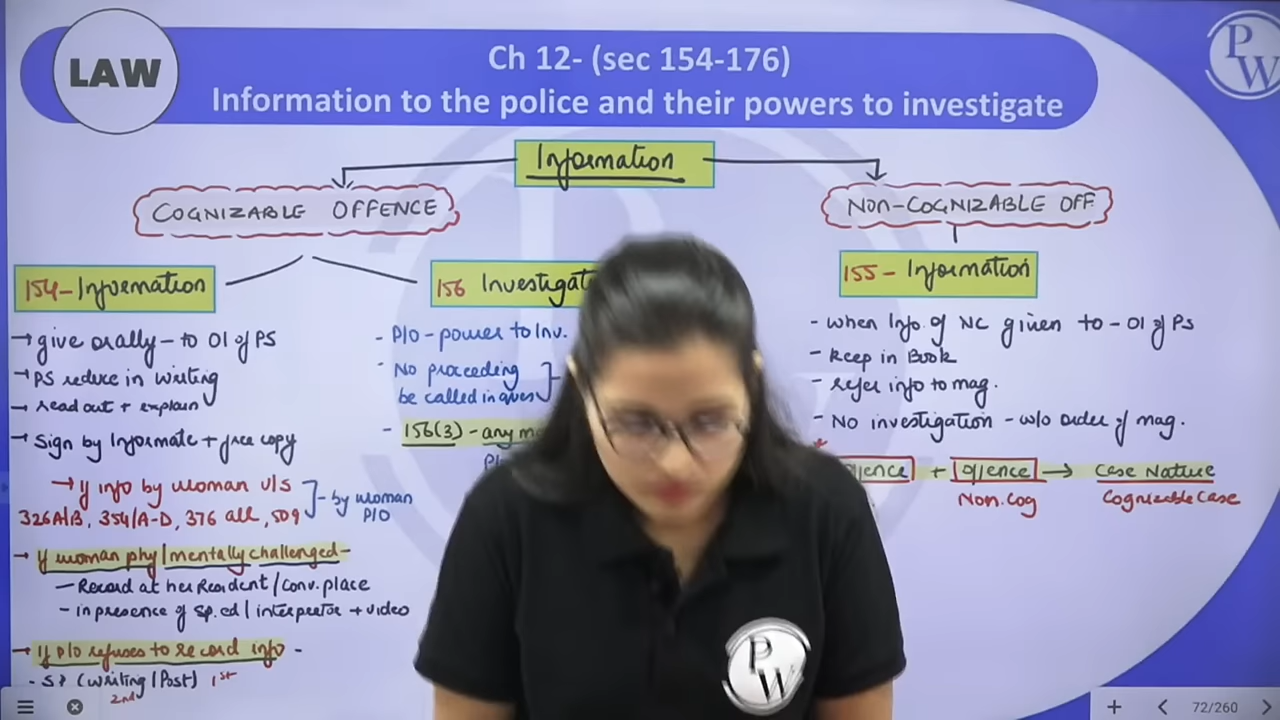 LAW
Ch 12- (sec 154-176)
Information to the police and their powers to investigate
PW
Information
COGNIZABLE OFFENCE
NON-COGNIZABLE OFF
154-Information
→ give orally - to OI of PS
→ PS reduce in writing
→ read out + explain
→ Sign by Informate + free copy
→ If info by woman u/s
326A/B, 354/A-D, 376 all, 509
- by woman
PIO
→ If woman phy/mentally challenged-
- Record at her Resident/Conv. place
- in presence of sp. ed / interpretor + video
→ If P/O refuses to record info -
- SP (writing/Post) 1st
2nd
156 Investigat
- P/O - power to Inv.
- No proceeding
be called in ques
- 156(3) - any m
155- Information
- when Info. of NC given to - OI of Ps
- keep in Book
- refer info to mag.
- No investigation - w/o order of mag.
* offence + offence → Case Nature
Non. Cog
Cognizable Case
PW
72/260